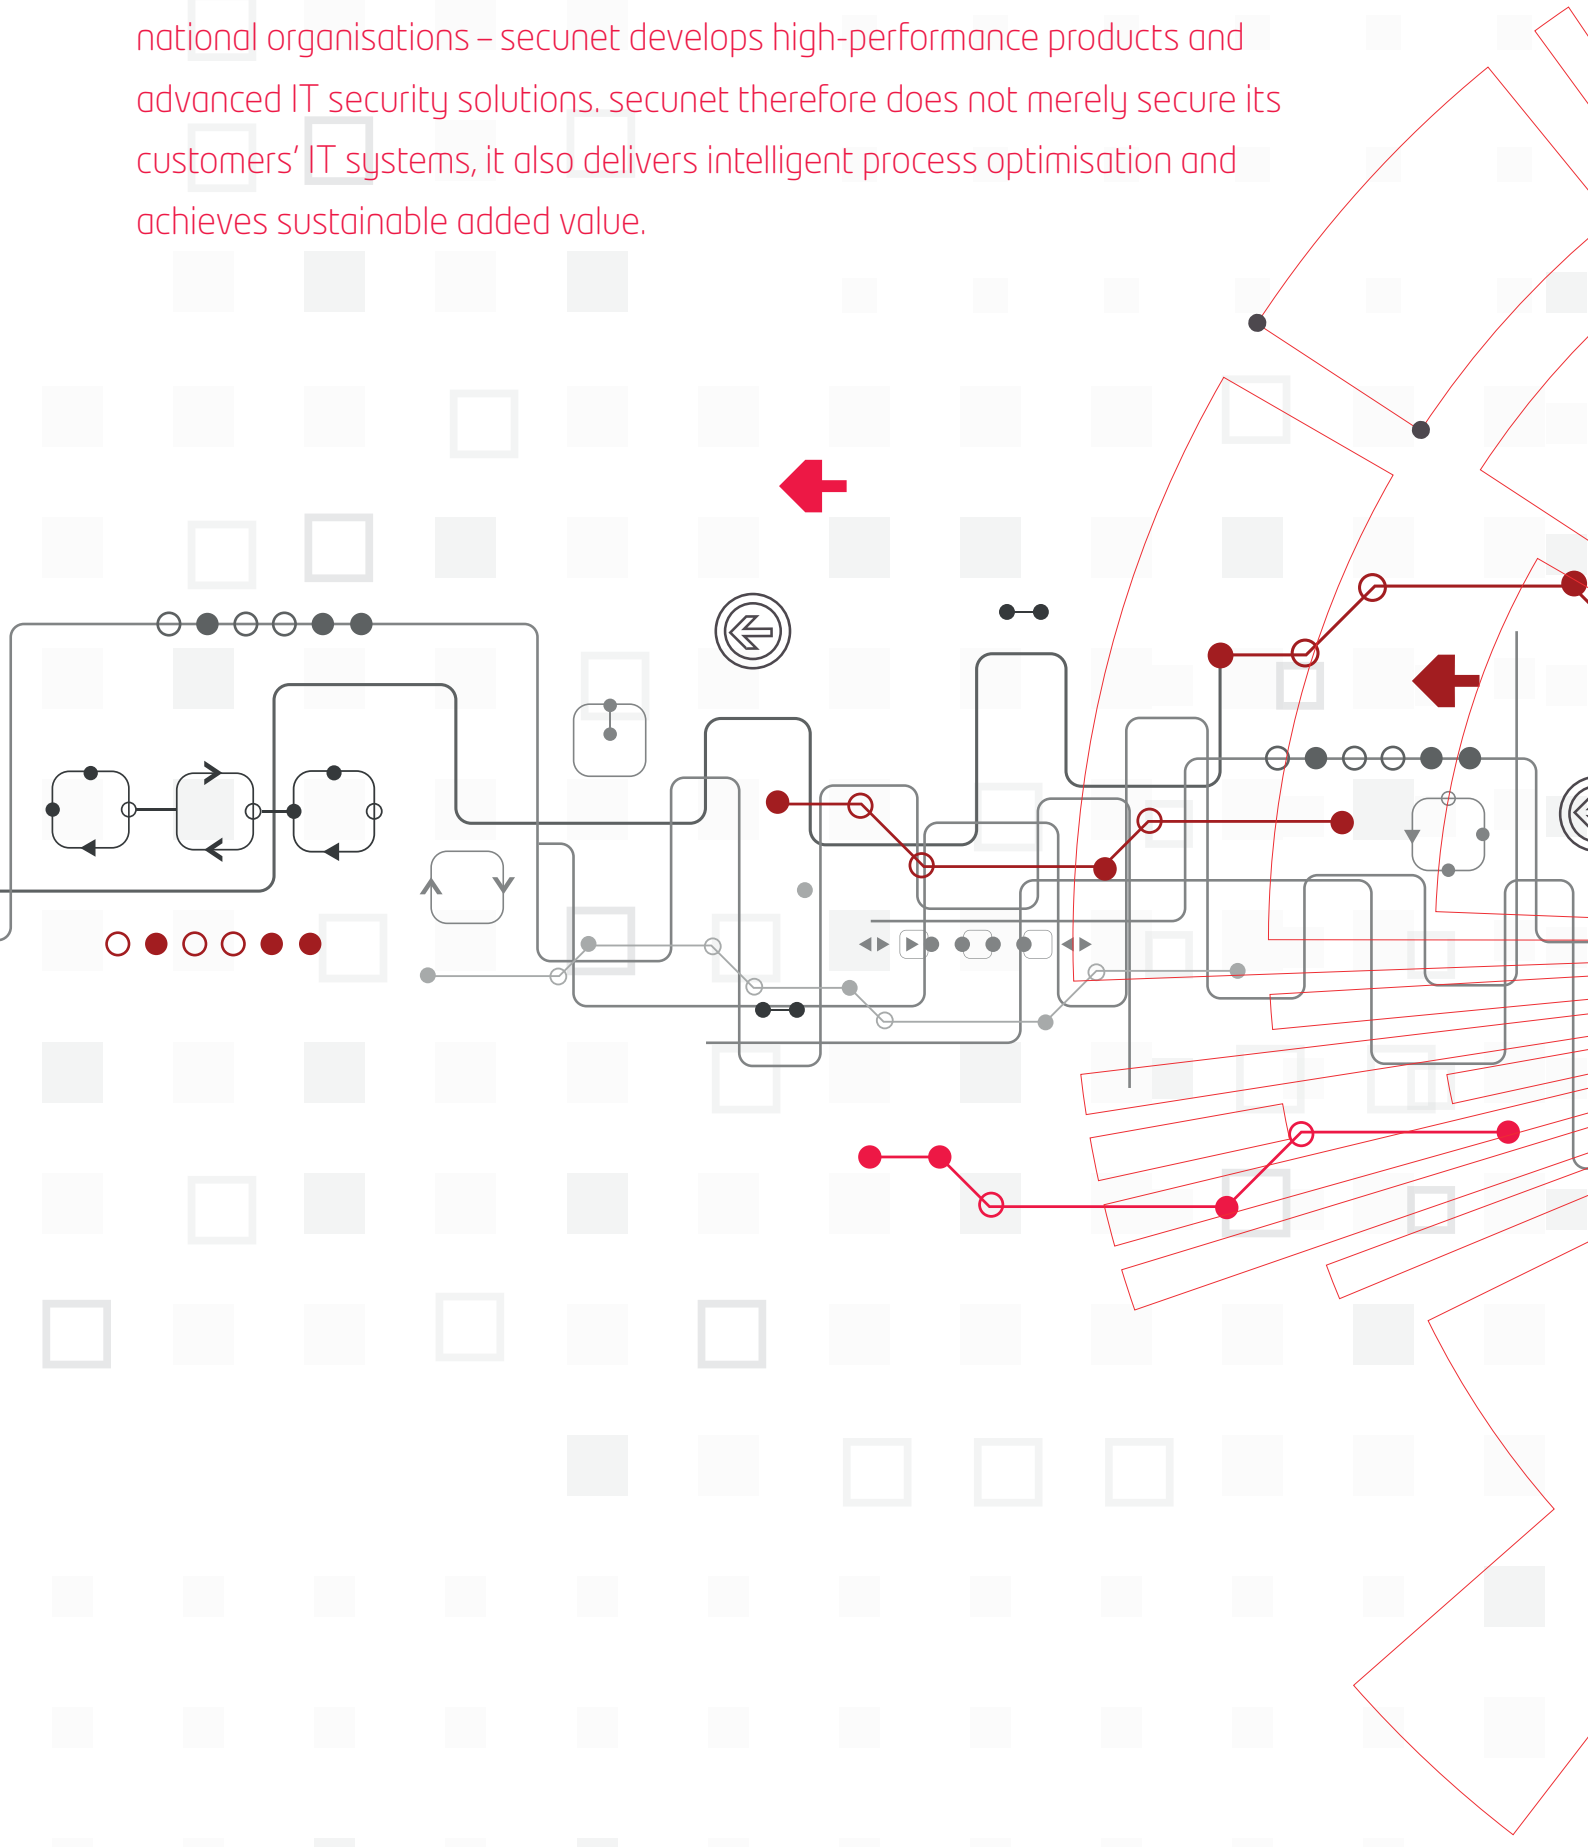 national organisations – secunet develops high-performance products and
advanced IT security solutions. secunet therefore does not merely secure its
customers’ IT systems, it also delivers intelligent process optimisation and
achieves sustainable added value.